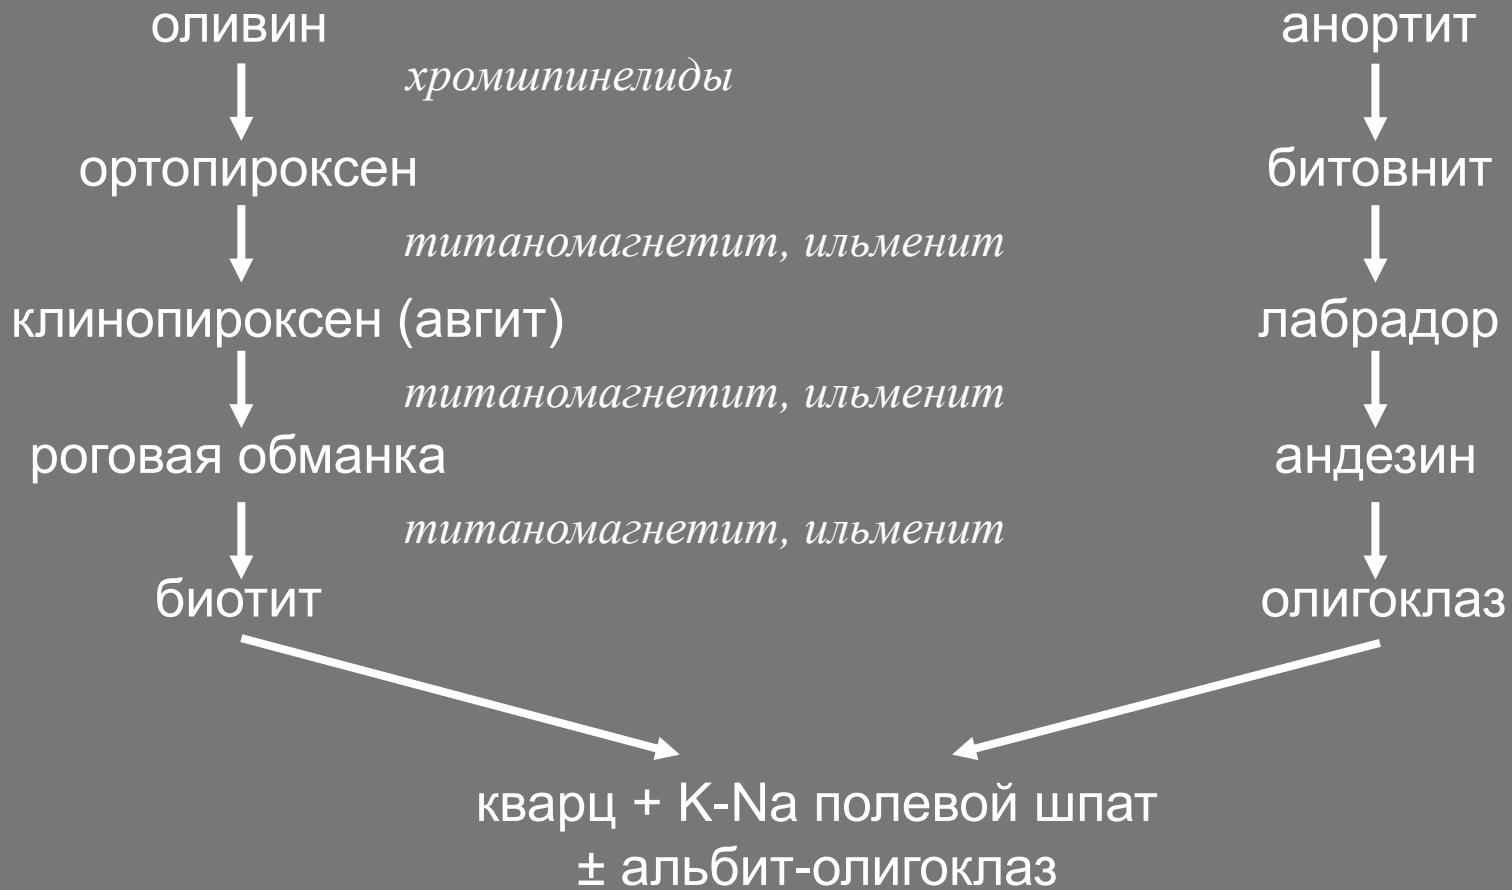 оливин
анортит
хромшпинелиды
ортопироксен
битовнит
титаномагнетит, ильменит
клинопироксен (авгит)
лабрадор
титаномагнетит, ильменит
роговая обманка
андезин
титаномагнетит, ильменит
биотит
олигоклаз
кварц + K-Na полевой шпат
± альбит-олигоклаз